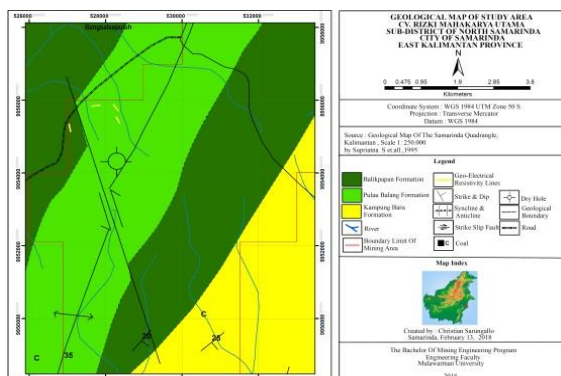 526000 528000 530000 532000
Bangsalsepuluh
C
35
C
25
GEOLOGICAL MAP OF STUDY AREA
CV. RIZKI MAHAKARYA UTAMA
SUB-DISTRICT OF NORTH SAMARINDA
CITY OF SAMARINDA
EAST KALIMANTAN PROVINCE
N
0 0.475 0.95 1.9 2.85 3.8
Kilometers
Coordinate System : WGS 1984 UTM Zone 50 S
Projection : Transverse Mercator
Datum : WGS 1984
Source : Geological Map Of The Samarinda Quadrangle,
Kalimantan , Scale 1: 250,000
by Supriatna. S et.all.,1995
Legend
Balikpapan Formation
Pulau Balang Formation
Kampung Baru
Formation
River
Boundary Limit Of
Mining Area
Geo-Electrical
Resistivity Lines
Strike & Dip
Syncline &
Anticline
Strike Slip Fault
C Coal
Dry Hole
Geological
Boundary
Road
Map Index
Created by : Christian Sarungallo
Samarinda, February 13, 2018
The Bachelor Of Mining Engineering Program
Engineering Faculty
Mulawarman University
2018